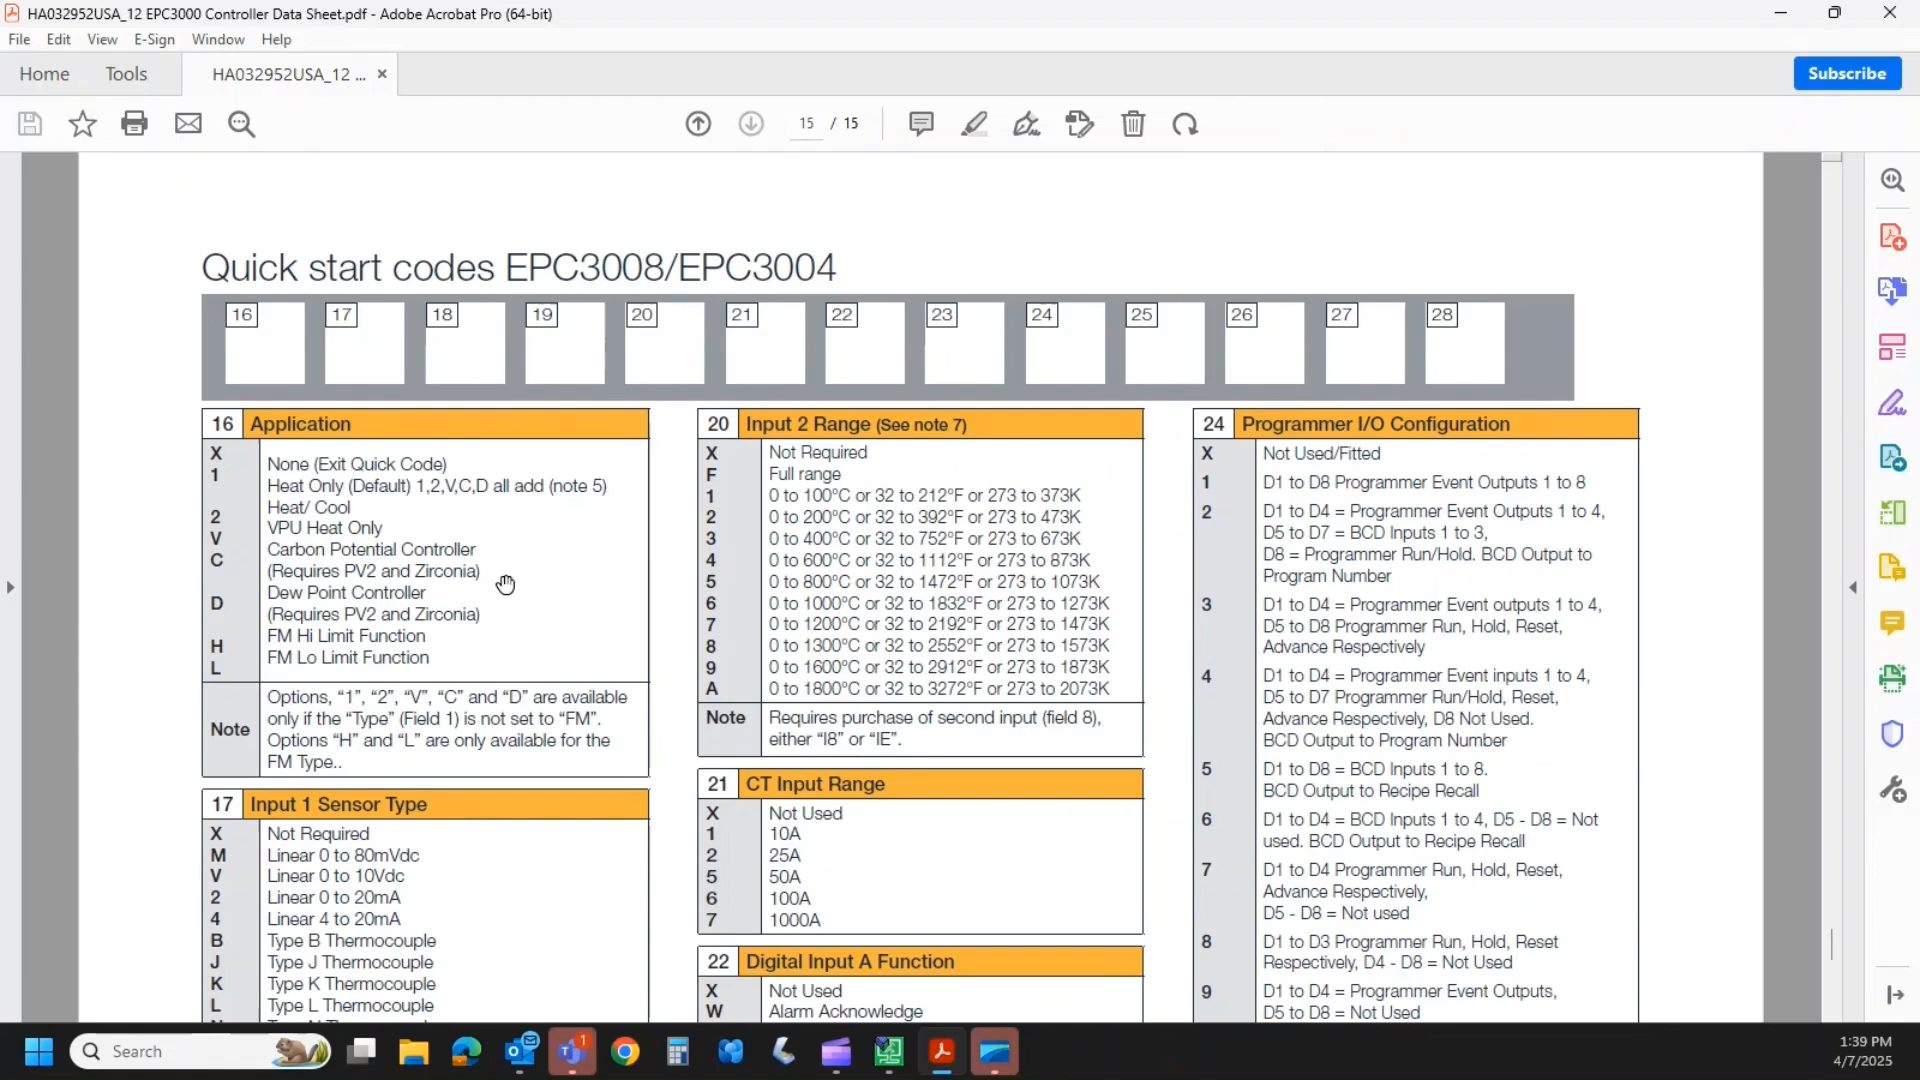 HA032952USA_12 EPC3000 Controller Data Sheet.pdf - Adobe Acrobat Pro (64-bit)
File Edit View E-Sign Window Help
Home Tools HA032952USA_12 ... × Subscribe
15 / 15
Quick start codes EPC3008/EPC3004
16 17 18 19 20 21 22 23 24 25 26 27 28
16 Application
X None (Exit Quick Code)
1 Heat Only (Default) 1,2,V,C,D all add (note 5)
2 Heat/ Cool
V VPU Heat Only
C Carbon Potential Controller
(Requires PV2 and Zirconia)
D Dew Point Controller
(Requires PV2 and Zirconia)
H FM Hi Limit Function
L FM Lo Limit Function
Note Options, “1”, “2”, “V”, “C” and “D” are available
only if the “Type” (Field 1) is not set to “FM”.
Options “H” and “L” are only available for the
FM Type..
17 Input 1 Sensor Type
X Not Required
M Linear 0 to 80mVdc
V Linear 0 to 10Vdc
2 Linear 0 to 20mA
4 Linear 4 to 20mA
B Type B Thermocouple
J Type J Thermocouple
K Type K Thermocouple
L Type L Thermocouple
20 Input 2 Range (See note 7)
X Not Required
F Full range
1 0 to 100ºC or 32 to 212ºF or 273 to 373K
2 0 to 200ºC or 32 to 392ºF or 273 to 473K
3 0 to 400ºC or 32 to 752ºF or 273 to 673K
4 0 to 600ºC or 32 to 1112ºF or 273 to 873K
5 0 to 800ºC or 32 to 1472ºF or 273 to 1073K
6 0 to 1000ºC or 32 to 1832ºF or 273 to 1273K
7 0 to 1200ºC or 32 to 2192ºF or 273 to 1473K
8 0 to 1300ºC or 32 to 2552ºF or 273 to 1573K
9 0 to 1600ºC or 32 to 2912ºF or 273 to 1873K
A 0 to 1800ºC or 32 to 3272ºF or 273 to 2073K
Note Requires purchase of second input (field 8),
either “I8” or “IE”.
21 CT Input Range
X Not Used
1 10A
2 25A
5 50A
6 100A
7 1000A
22 Digital Input A Function
X Not Used
W Alarm Acknowledge
24 Programmer I/O Configuration
X Not Used/Fitted
1 D1 to D8 Programmer Event Outputs 1 to 8
2 D1 to D4 = Programmer Event Outputs 1 to 4,
D5 to D7 = BCD Inputs 1 to 3,
D8 = Programmer Run/Hold. BCD Output to
Program Number
3 D1 to D4 = Programmer Event outputs 1 to 4,
D5 to D8 Programmer Run, Hold, Reset,
Advance Respectively
4 D1 to D4 = Programmer Event inputs 1 to 4,
D5 to D7 Programmer Run/Hold, Reset,
Advance Respectively, D8 Not Used.
BCD Output to Program Number
5 D1 to D8 = BCD Inputs 1 to 8.
BCD Output to Recipe Recall
6 D1 to D4 = BCD Inputs 1 to 4, D5 - D8 = Not
used. BCD Output to Recipe Recall
7 D1 to D4 Programmer Run, Hold, Reset,
Advance Respectively,
D5 - D8 = Not used
8 D1 to D3 Programmer Run, Hold, Reset
Respectively, D4 - D8 = Not Used
9 D1 to D4 = Programmer Event Outputs,
D5 to D8 = Not Used
Search
1
1:39 PM
4/7/2025